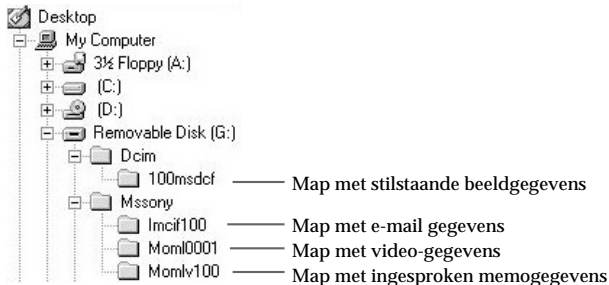 Desktop
My Computer
3½ Floppy (A:)
(C:)
(D:)
Removable Disk (G:)
Dcim
100msdcf Map met stilstaande beeldgegevens
Mssony
Imcif100 Map met e-mail gegevens
Moml0001 Map met video-gegevens
Momlv100 Map met ingesproken memogegevens